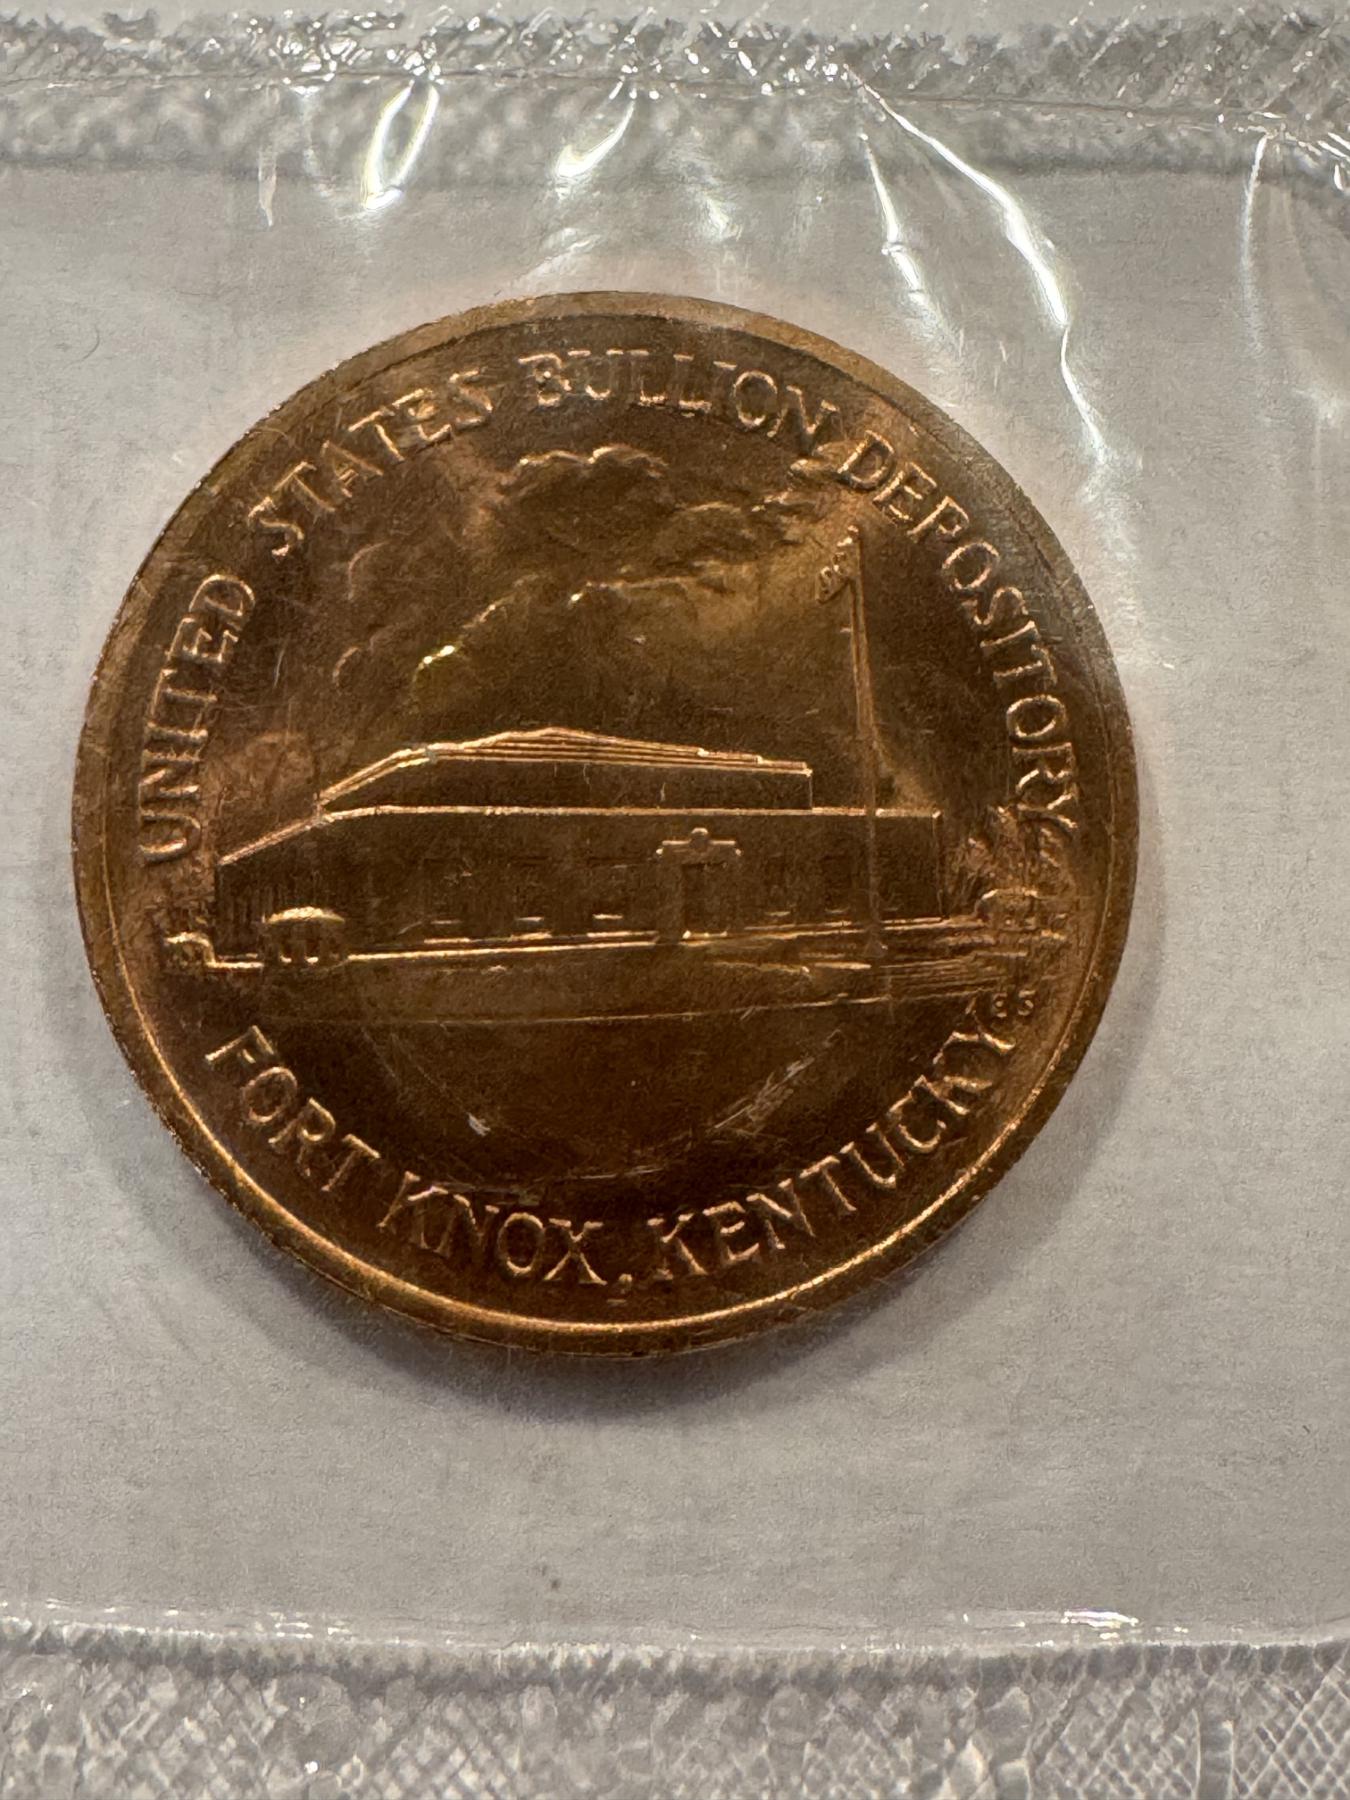 UNITED STATES BULLION DEPOSITORY
FORT KNOX, KENTUCKY